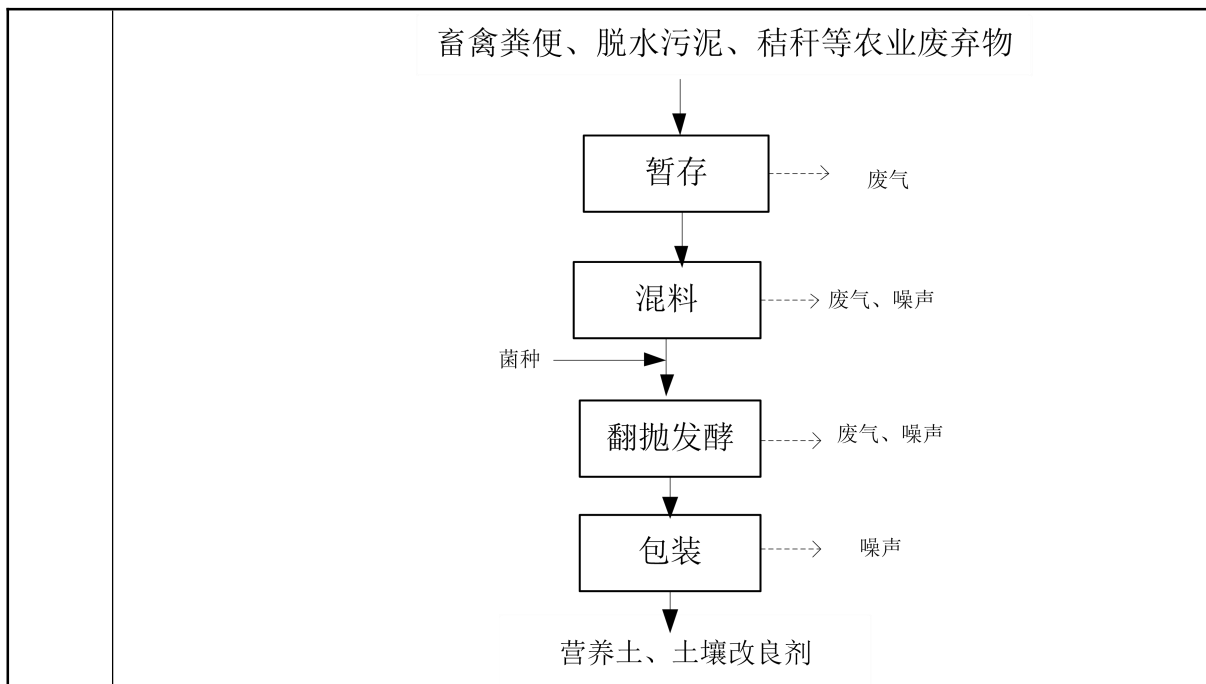 畜禽粪便、脱水污泥、秸秆等农业废弃物
暂存
废气
混料
废气、噪声
菌种
翻抛发酵
废气、噪声
包装
噪声
营养土、土壤改良剂